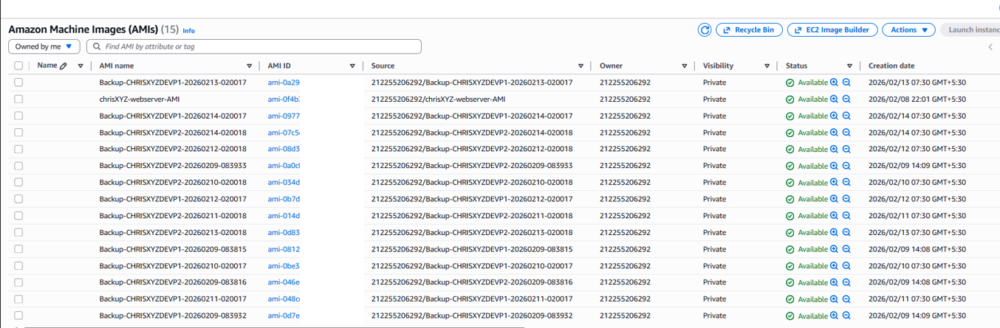 Amazon Machine Images (AMIs) (15) Info
Recycle Bin EC2 Image Builder Actions Launch instanc
Owned by me Find AMI by attribute or tag
Name AMI name AMI ID Source Owner Visibility Status Creation date
Backup-CHRISXYZDEVP1-20260213-020017 ami-0a29 212255206292/Backup-CHRISXYZDEVP1-20260213-020017 212255206292 Private Available 2026/02/13 07:30 GMT+5:30
chrisXYZ-webserver-AMI ami-0f4b 212255206292/chrisXYZ-webserver-AMI 212255206292 Private Available 2026/02/08 22:01 GMT+5:30
Backup-CHRISXYZDEVP1-20260214-020017 ami-0977 212255206292/Backup-CHRISXYZDEVP1-20260214-020017 212255206292 Private Available 2026/02/14 07:30 GMT+5:30
Backup-CHRISXYZDEVP2-20260214-020018 ami-07c5 212255206292/Backup-CHRISXYZDEVP2-20260214-020018 212255206292 Private Available 2026/02/14 07:30 GMT+5:30
Backup-CHRISXYZDEVP2-20260212-020018 ami-08d3 212255206292/Backup-CHRISXYZDEVP2-20260212-020018 212255206292 Private Available 2026/02/12 07:30 GMT+5:30
Backup-CHRISXYZDEVP2-20260209-083933 ami-0a0c 212255206292/Backup-CHRISXYZDEVP2-20260209-083933 212255206292 Private Available 2026/02/09 14:09 GMT+5:30
Backup-CHRISXYZDEVP2-20260210-020018 ami-034d 212255206292/Backup-CHRISXYZDEVP2-20260210-020018 212255206292 Private Available 2026/02/10 07:30 GMT+5:30
Backup-CHRISXYZDEVP1-20260212-020017 ami-0b7d 212255206292/Backup-CHRISXYZDEVP1-20260212-020017 212255206292 Private Available 2026/02/12 07:30 GMT+5:30
Backup-CHRISXYZDEVP2-20260211-020018 ami-014d 212255206292/Backup-CHRISXYZDEVP2-20260211-020018 212255206292 Private Available 2026/02/11 07:30 GMT+5:30
Backup-CHRISXYZDEVP2-20260213-020018 ami-0d83 212255206292/Backup-CHRISXYZDEVP2-20260213-020018 212255206292 Private Available 2026/02/13 07:30 GMT+5:30
Backup-CHRISXYZDEVP1-20260209-083815 ami-0812 212255206292/Backup-CHRISXYZDEVP1-20260209-083815 212255206292 Private Available 2026/02/09 14:08 GMT+5:30
Backup-CHRISXYZDEVP1-20260210-020017 ami-0be3 212255206292/Backup-CHRISXYZDEVP1-20260210-020017 212255206292 Private Available 2026/02/10 07:30 GMT+5:30
Backup-CHRISXYZDEVP2-20260209-083816 ami-046e 212255206292/Backup-CHRISXYZDEVP2-20260209-083816 212255206292 Private Available 2026/02/09 14:08 GMT+5:30
Backup-CHRISXYZDEVP1-20260211-020017 ami-048c 212255206292/Backup-CHRISXYZDEVP1-20260211-020017 212255206292 Private Available 2026/02/11 07:30 GMT+5:30
Backup-CHRISXYZDEVP1-20260209-083932 ami-0d7e 212255206292/Backup-CHRISXYZDEVP1-20260209-083932 212255206292 Private Available 2026/02/09 14:09 GMT+5:30